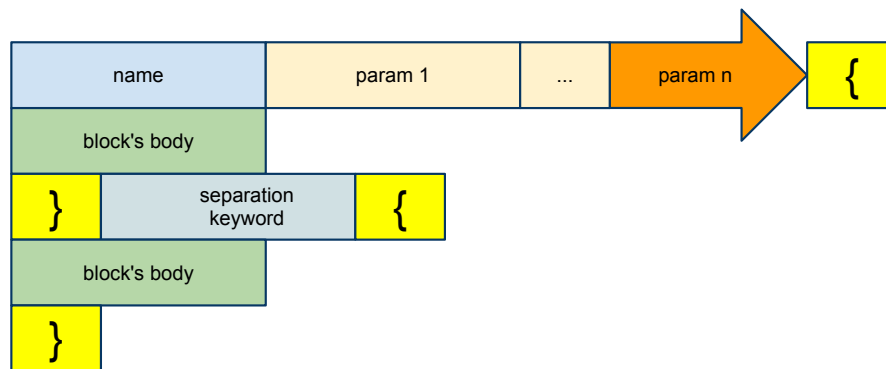 name param 1 ... param n {
block's body
} separation
keyword {
block's body
}